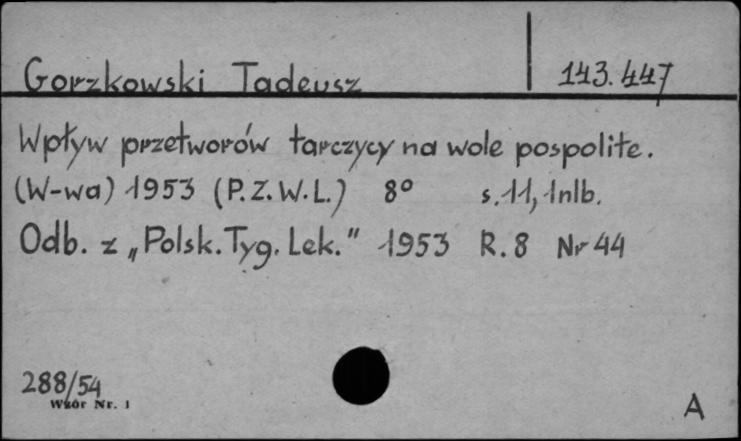 Gorzkowski Tadeusz 143.447
Wpływ przetworów tarczycy na wole pospolite.
(W-wa) 1953 (P.Z.W.L.) 8° s.11, 1nlb.
Odb. z „Polsk. Tyg. Lek.” 1953 R. 8 Nr 44
288/54
Wzór Nr. 1
A